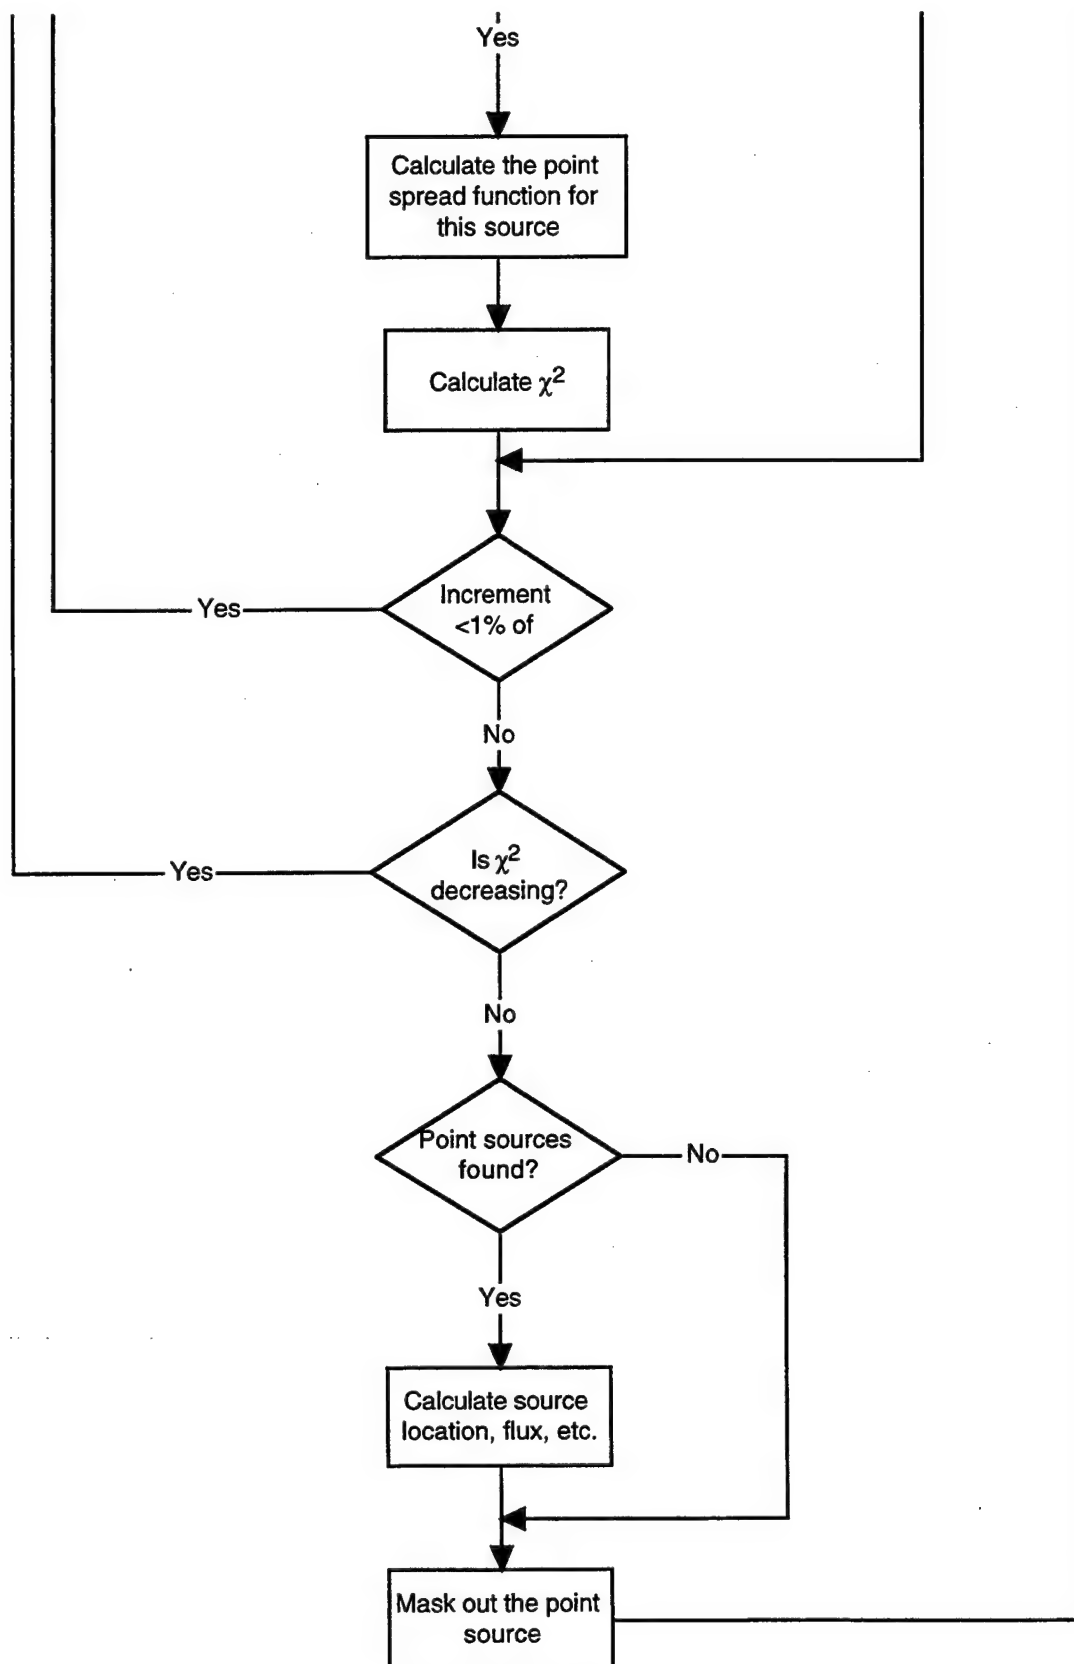 Yes
Calculate the point
spread function for
this source
Calculate χ²
Increment
<1% of
Yes
No
Is χ²
decreasing?
Yes
No
Point sources
found?
No
Yes
Calculate source
location, flux, etc.
Mask out the point
source